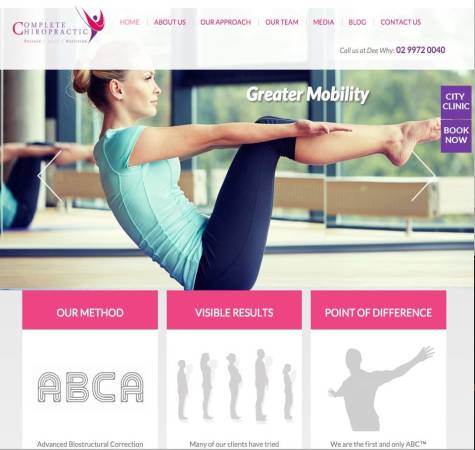 COMPLETE
CHIROPRACTIC
Posture | Spine | Nutrition
HOME | ABOUT US | OUR APPROACH | OUR TEAM | MEDIA | BLOG | CONTACT US
Call us at Dee Why: 02 9972 0040
Greater Mobility
CITY
CLINIC
BOOK
NOW
OUR METHOD
VISIBLE RESULTS
POINT OF DIFFERENCE
ABCA
Advanced Biostructural Correction
Many of our clients have tried
We are the first and only ABC™